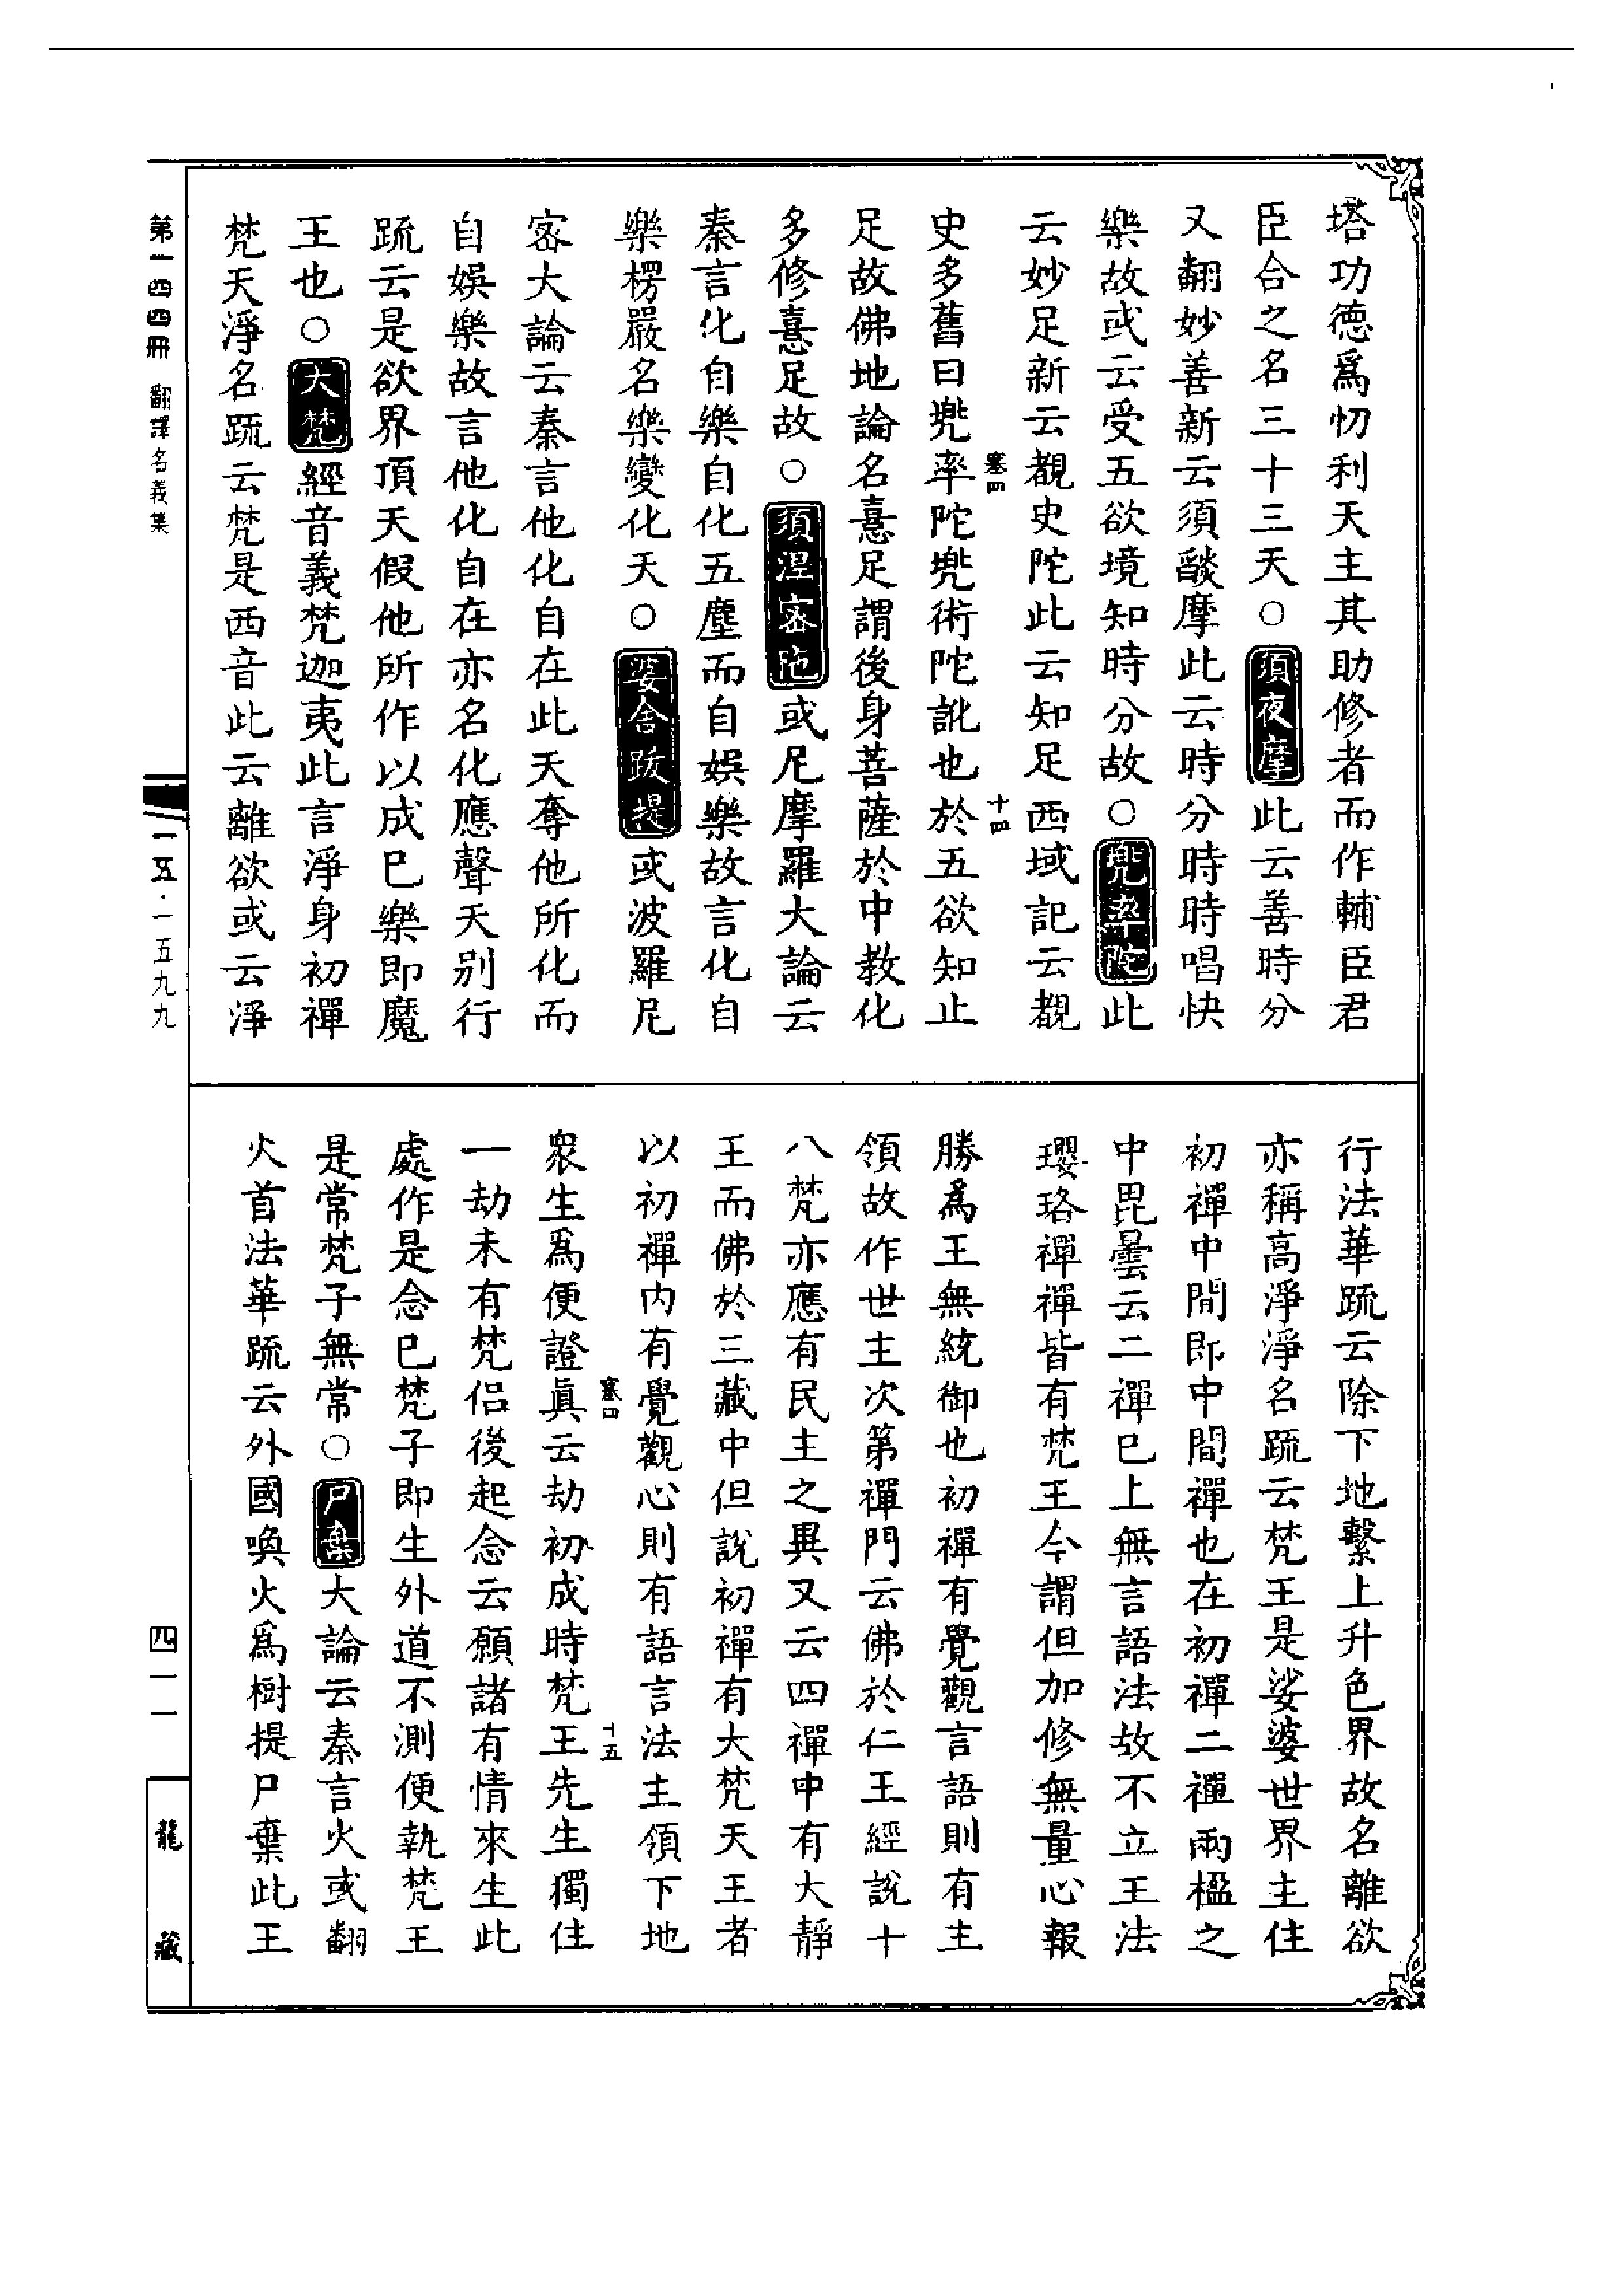 塔功德爲忉利天主其助修者而作輔臣君
臣合之名三十三天○須夜摩此云善時分
又翻妙善新云須燄摩此云時分時時唱快
樂故或云受五欲境知時分故○兜率陀此
云妙足新云覩史陀此云知足西域記云覩
史多舊曰兠率陀兠術陀訛也於五欲知止
塞四
十四
足故佛地論名憙足謂後身菩薩於中教化
多修憙足故○須涅密陀或尼摩羅大論云
秦言化自樂自化五塵而自娛樂故言化自
樂楞嚴名樂變化天○婆舍跋提或波羅尼
密大論云秦言他化自在此天奪他所化而
自娛樂故言他化自在亦名化應聲天别行
疏云是欲界頂天假他所作以成已樂即魔
王也○大梵經音義梵迦夷此言淨身初禪
梵天淨名疏云梵是西音此云離欲或云淨
行法華疏云除下地繫上升色界故名離欲
亦稱高淨淨名疏云梵王是娑婆世界主住
初禪中間即中間禪也在初禪二禪兩楹之
中毘曇云二禪已上無言語法故不立王法
瓔珞禪禪皆有梵王今謂但加修無量心報
勝爲王無統御也初禪有覺觀言語則有主
領故作世主次第禪門云佛於仁王經說十
八梵亦應有民主之異又云四禪中有大靜
王而佛於三藏中但說初禪有大梵天王者
以初禪内有覺觀心則有語言法主領下地
塞四
十五
衆生爲便證眞云劫初成時梵王先生獨住
一劫未有梵侣後起念云願諸有情來生此
處作是念已梵子即生外道不測便執梵王
是常梵子無常○尸棄大論云秦言火或翻
火首法華疏云外國喚火爲樹提尸棄此王
第一四四冊 翻譯名義集
一五·一五九九
四一一
龍藏